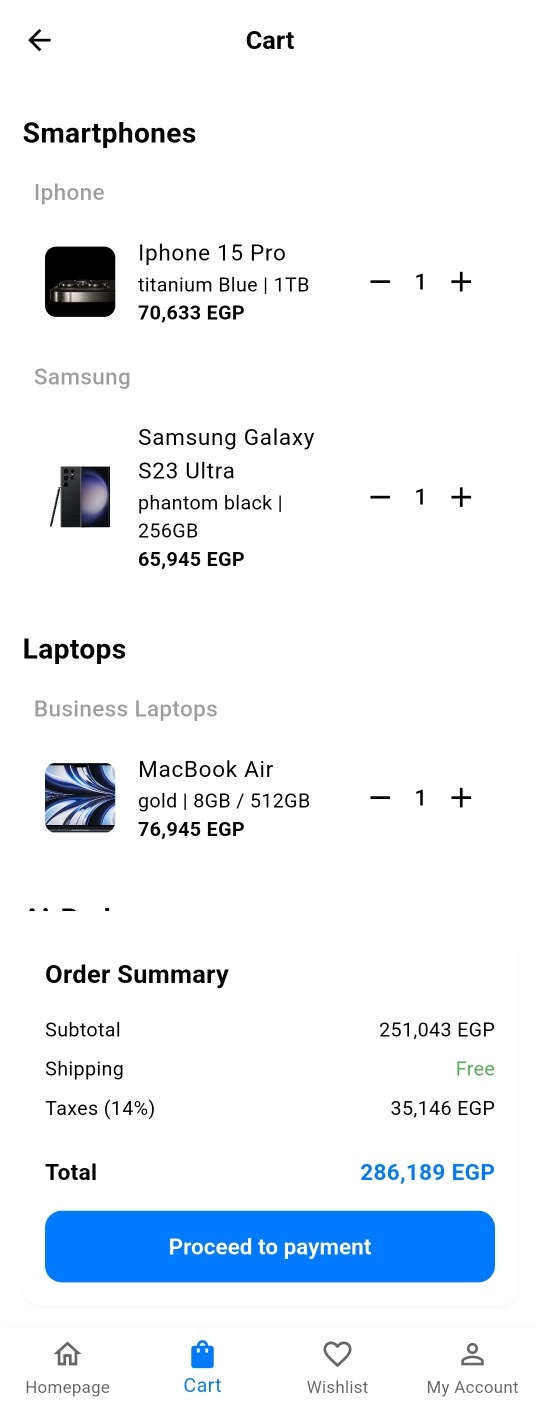 Cart
Smartphones
Iphone
Iphone 15 Pro
titanium Blue | 1TB
70,633 EGP
1
Samsung
Samsung Galaxy
S23 Ultra
phantom black |
256GB
65,945 EGP
1
Laptops
Business Laptops
MacBook Air
gold | 8GB / 512GB
76,945 EGP
1
Order Summary
Subtotal 251,043 EGP
Shipping Free
Taxes (14%) 35,146 EGP
Total 286,189 EGP
Proceed to payment
Homepage Cart Wishlist My Account